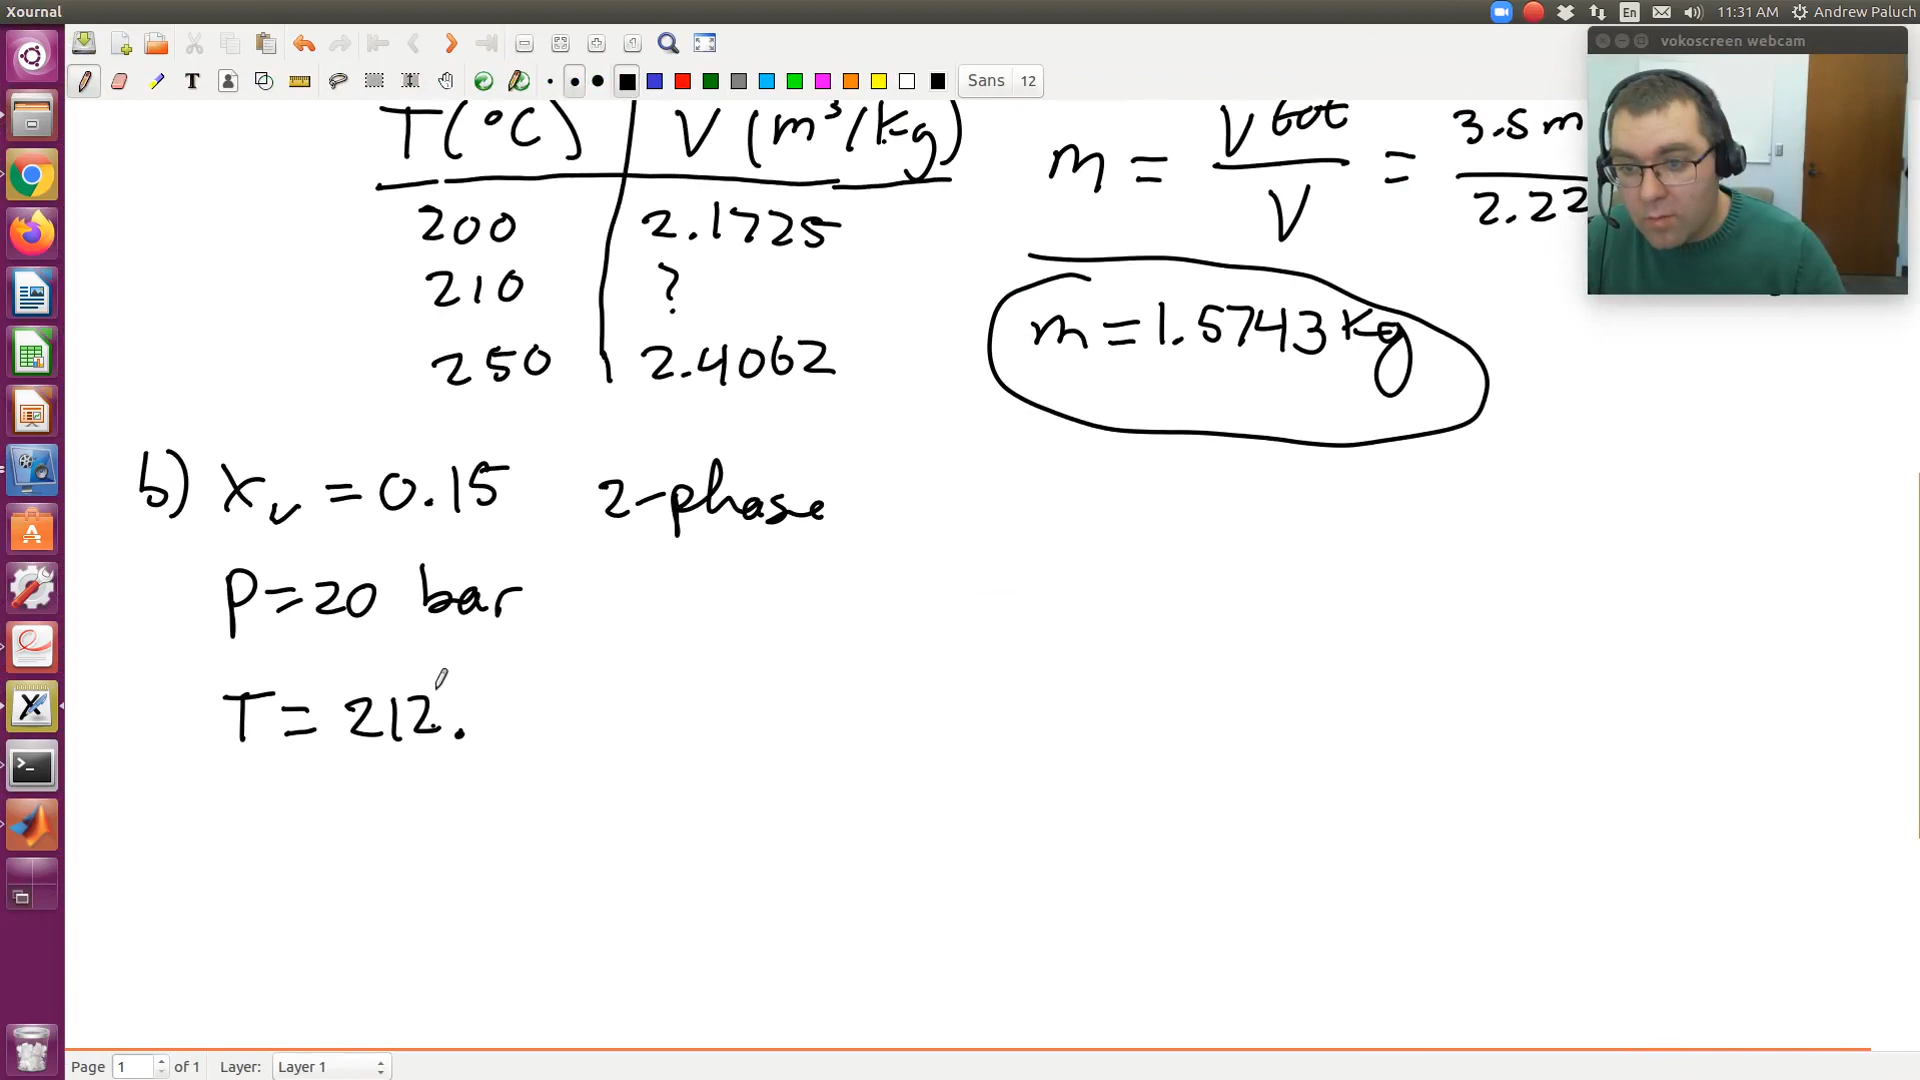 Xournal
En
11:31 AM
Andrew Paluch
vokoscreen webcam
Sans 12
T(°C) V (m³/kg)
200 2.1725
210 ?
250 2.4062
m = V tot / V = 3.5 m / 2.22
m = 1.5743 kg
b) xv = 0.15 2-phase
P = 20 bar
T = 212.
Page 1 of 1 Layer: Layer 1